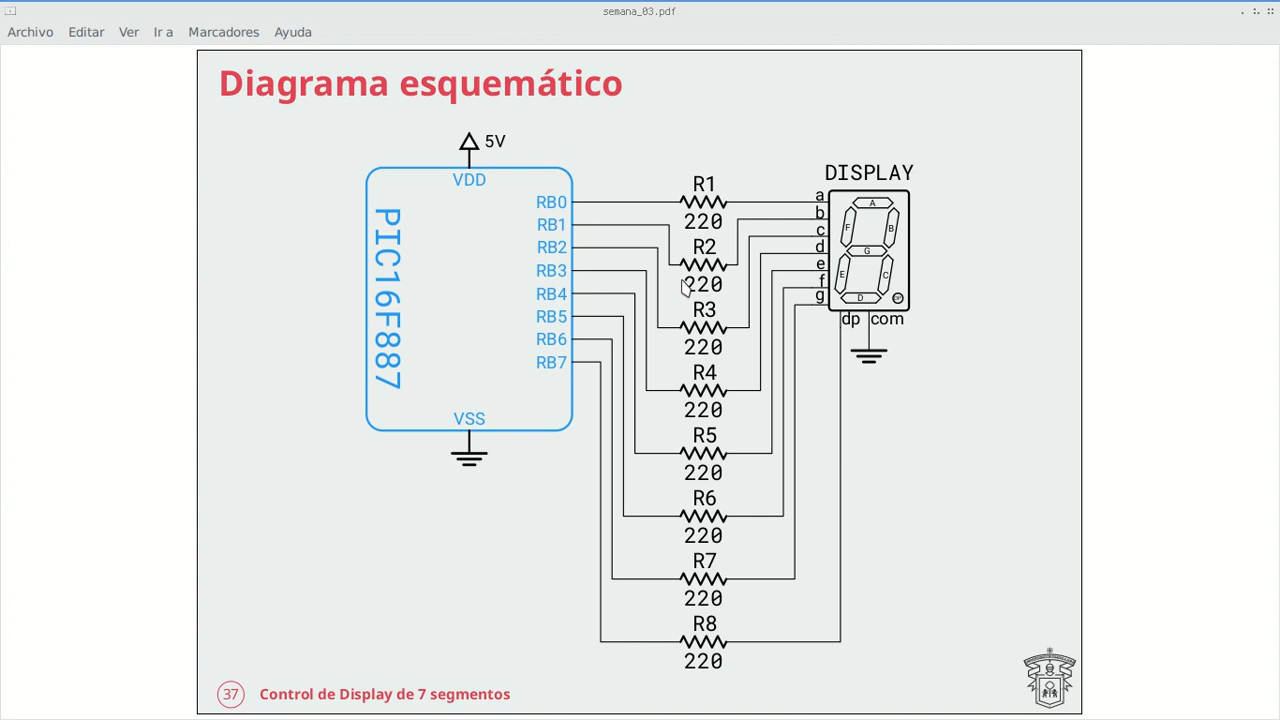 semana_03.pdf
Archivo Editar Ver Ir a Marcadores Ayuda
Diagrama esquemático
5V
VDD
PIC16F887
RB0
RB1
RB2
RB3
RB4
RB5
RB6
RB7
VSS
R1
220
R2
220
R3
220
R4
220
R5
220
R6
220
R7
220
R8
220
DISPLAY
a
b
c
d
e
f
g
A
F B
G
E C
D DP
dp com
37 Control de Display de 7 segmentos